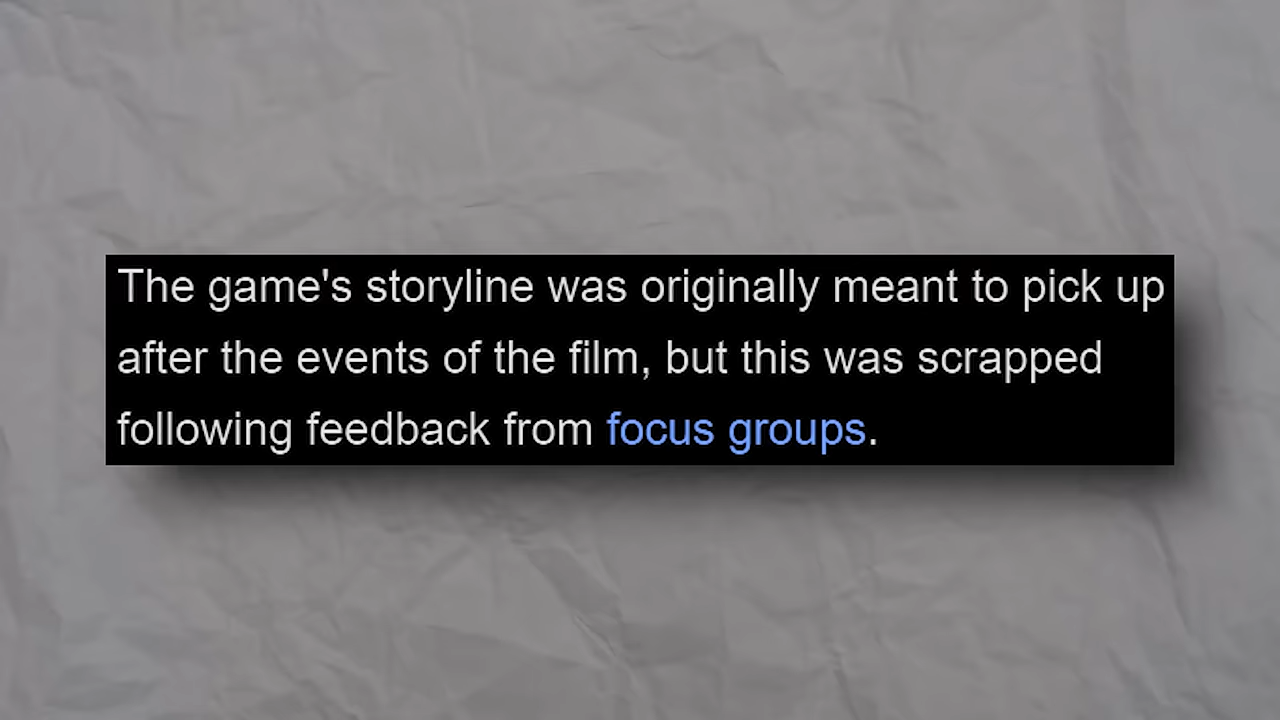 The game's storyline was originally meant to pick up
after the events of the film, but this was scrapped
following feedback from focus groups.